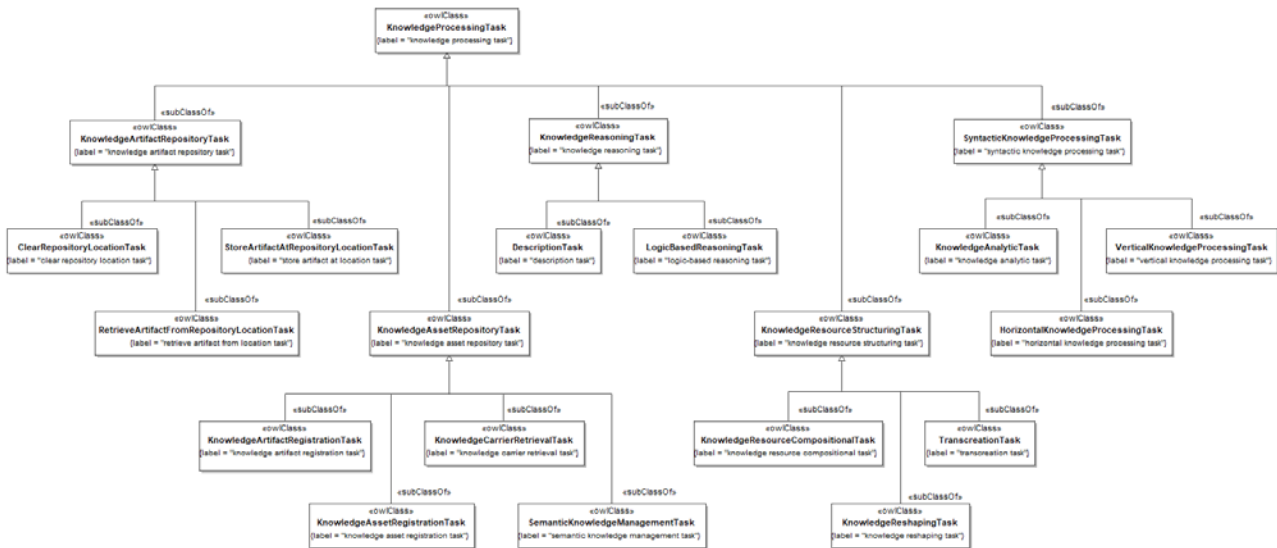 «owlClass»
KnowledgeProcessingTask
{label = "knowledge processing task"}
«subClassOf»
«owlClass»
KnowledgeArtifactRepositoryTask
{label = "knowledge artifact repository task"}
«subClassOf»
«subClassOf»
«owlClass»
KnowledgeReasoningTask
{label = "knowledge reasoning task"}
«subClassOf»
«subClassOf»
«owlClass»
SyntacticKnowledgeProcessingTask
{label = "syntactic knowledge processing task"}
«subClassOf»
«owlClass»
ClearRepositoryLocationTask
{label = "clear repository location task"}
«subClassOf»
«owlClass»
StoreArtifactAtRepositoryLocationTask
{label = "store artifact at location task"}
«subClassOf»
«owlClass»
DescriptionTask
{label = "description task"}
«subClassOf»
«owlClass»
LogicBasedReasoningTask
{label = "logic-based reasoning task"}
«subClassOf»
«owlClass»
KnowledgeAnalyticTask
{label = "knowledge analytic task"}
«subClassOf»
«owlClass»
VerticalKnowledgeProcessingTask
{label = "vertical knowledge processing task"}
«subClassOf»
«owlClass»
RetrieveArtifactFromRepositoryLocationTask
{label = "retrieve artifact from location task"}
«owlClass»
KnowledgeAssetRepositoryTask
{label = "knowledge asset repository task"}
«owlClass»
KnowledgeResourceStructuringTask
{label = "knowledge resource structuring task"}
«subClassOf»
«owlClass»
HorizontalKnowledgeProcessingTask
{label = "horizontal knowledge processing task"}
«subClassOf»
«owlClass»
KnowledgeArtifactRegistrationTask
{label = "knowledge artifact registration task"}
«subClassOf»
«owlClass»
KnowledgeCarrierRetrievalTask
{label = "knowledge carrier retrieval task"}
«subClassOf»
«owlClass»
KnowledgeResourceCompositionalTask
{label = "knowledge resource compositional task"}
«subClassOf»
«owlClass»
TranscreationTask
{label = "transcreation task"}
«subClassOf»
«owlClass»
KnowledgeAssetRegistrationTask
{label = "knowledge asset registration task"}
«subClassOf»
«owlClass»
SemanticKnowledgeManagementTask
{label = "semantic knowledge management task"}
«subClassOf»
«owlClass»
KnowledgeReshapingTask
{label = "knowledge reshaping task"}